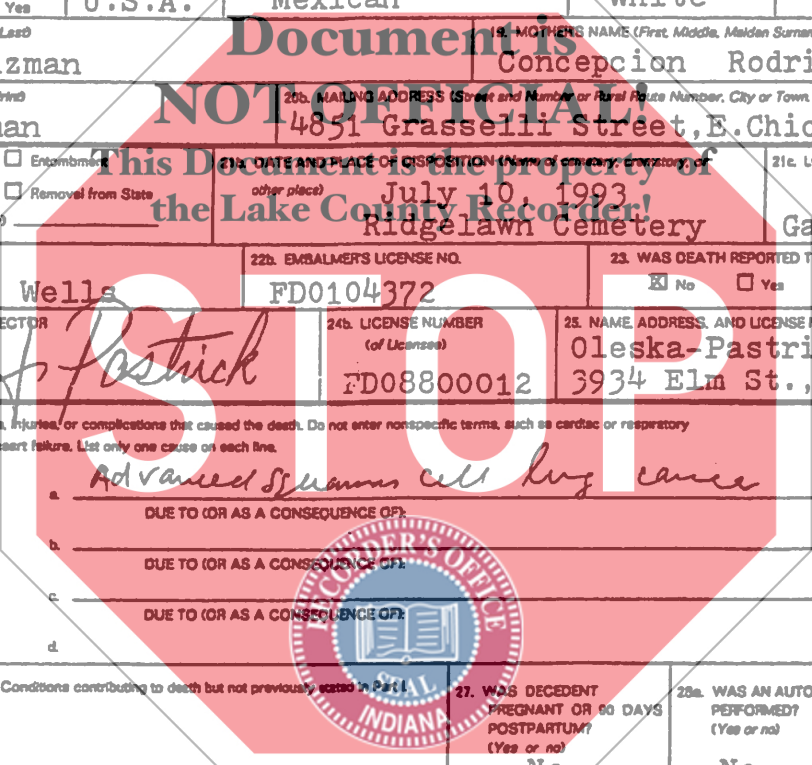 Yes U.S.A. Mexican White
Document is
Last) 19. MOTHER'S NAME (First, Middle, Maiden Surname
zman Concepcion Rodri
NOT OFFICIAL!
20b. MAILING ADDRESS (Street and Number or Rural Route Number, City or Town
an 4851 Grasselli Street, E.Chic
This Document is the property of
Entombment 21a. DATE AND PLACE OF DISPOSITION (Name of cemetery, crematory, or 21c. L
Removal from State other place) July 10, 1993
the Lake County Recorder!
Ridgelawn Cemetery Ga
22b. EMBALMER'S LICENSE NO. 23. WAS DEATH REPORTED T
Wells FD0104372 No Yes
STOP
ECTOR 24b. LICENSE NUMBER 25. NAME, ADDRESS, AND LICENSE
(of Licensee) Oleska-Pastri
Pastrick FD08800012 3934 Elm St.,
, injuries, or complications that caused the death. Do not enter nonspecific terms, such as cardiac or respiratory
eart failure. List only one cause on each line.
a. Advanced squamous cell lung cancer
DUE TO (OR AS A CONSEQUENCE OF):
b.
DUE TO (OR AS A CONSEQUENCE OF):
c.
DUE TO (OR AS A CONSEQUENCE OF):
d.
RECORDER'S OFFICE
SEAL
INDIANA
Conditions contributing to death but not previously stated in Part I. 27. WAS DECEDENT 28a. WAS AN AUTO
PREGNANT OR 90 DAYS PERFORMED?
POSTPARTUM? (Yes or no)
(Yes or no)
No No